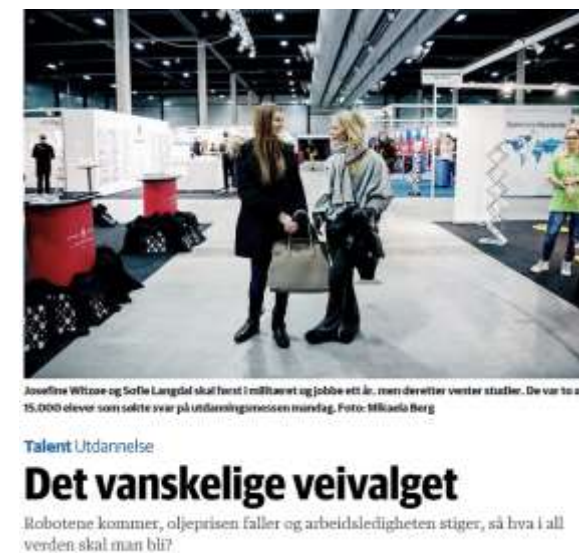 Josefine Witzøe og Sofie Langdal skal først i militæret og jobbe ett år, men deretter venter studier. De var to a
15.000 elever som søkte svar på utdanningsmessen mandag. Foto: Mikaela Berg
Talent Utdannelse
Det vanskelige veivalget
Robotene kommer, oljeprisen faller og arbeidsledigheten stiger, så hva i all
verden skal man bli?